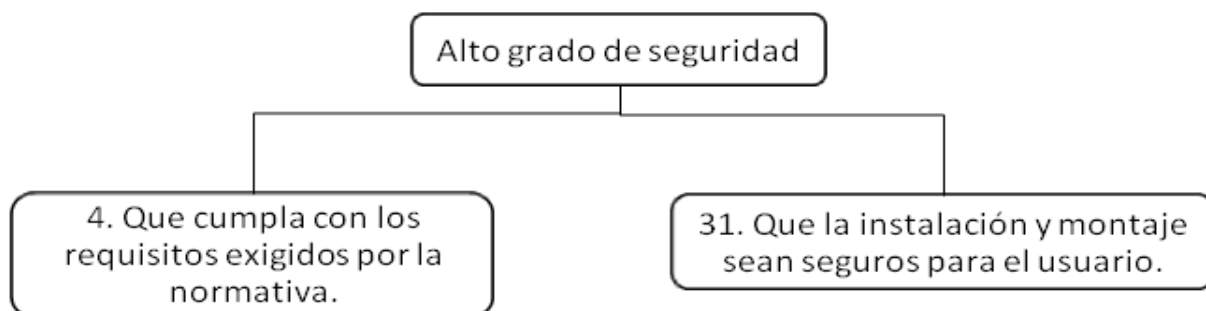 Alto grado de seguridad
4. Que cumpla con los
requisitos exigidos por la
normativa.
31. Que la instalación y montaje
sean seguros para el usuario.